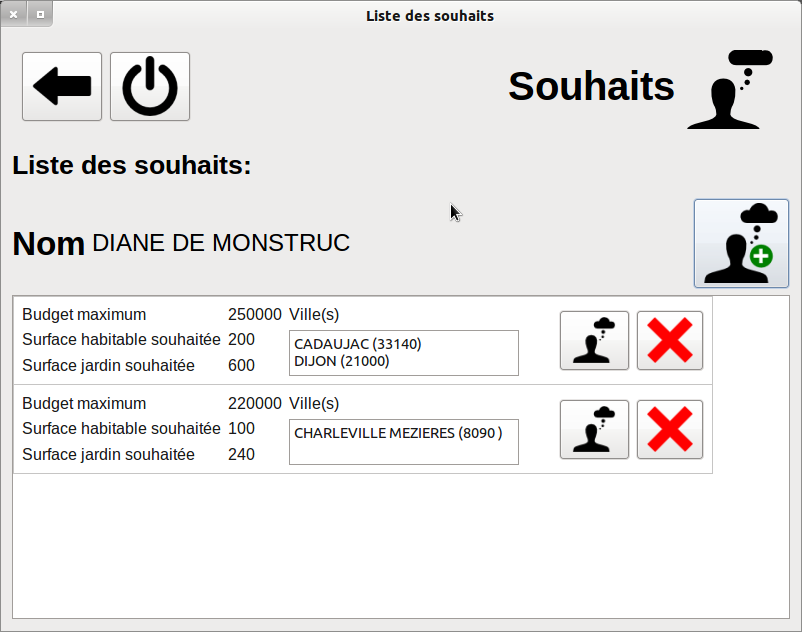 Liste des souhaits
Souhaits
Liste des souhaits:
Nom DIANE DE MONSTRUC
Budget maximum 250000 Ville(s)
Surface habitable souhaitée 200
CADAUJAC (33140)
DIJON (21000)
Surface jardin souhaitée 600
Budget maximum 220000 Ville(s)
Surface habitable souhaitée 100
CHARLEVILLE MEZIERES (8090 )
Surface jardin souhaitée 240